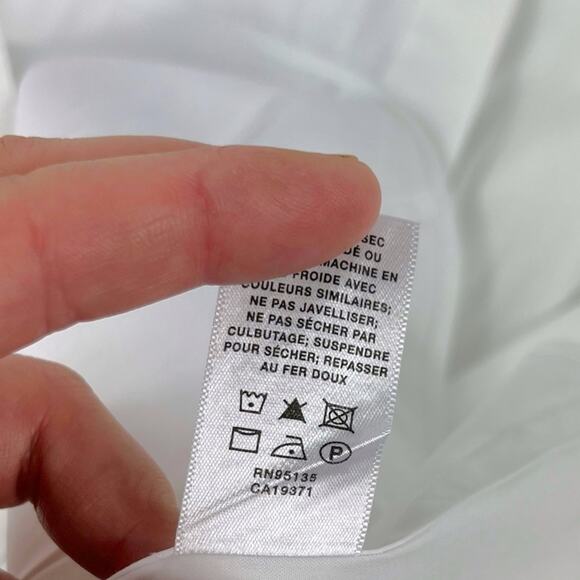 SEC
DÉ OU
MACHINE EN
FROIDE AVEC
COULEURS SIMILAIRES;
NE PAS JAVELLISER;
NE PAS SÉCHER PAR
CULBUTAGE; SUSPENDRE
POUR SÉCHER; REPASSER
AU FER DOUX
P
RN95135
CA19371